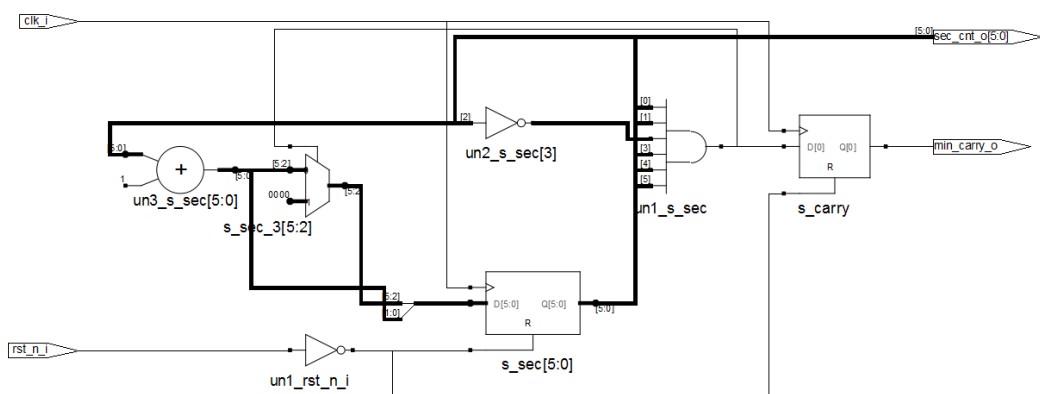 clk_i
[5:0]
sec_cnt_o[5:0]
[0]
[1]
[2]
un2_s_sec[3]
[3]
[4]
[5]
un1_s_sec
D[0]
Q[0]
R
s_carry
min_carry_o
[5:0]
1
un3_s_sec[5:0]
[5:0]
[5:2]
0
0000
1
[5:2]
s_sec_3[5:2]
[5:2]
[1:0]
D[5:0]
Q[5:0]
R
[5:0]
s_sec[5:0]
rst_n_i
un1_rst_n_i